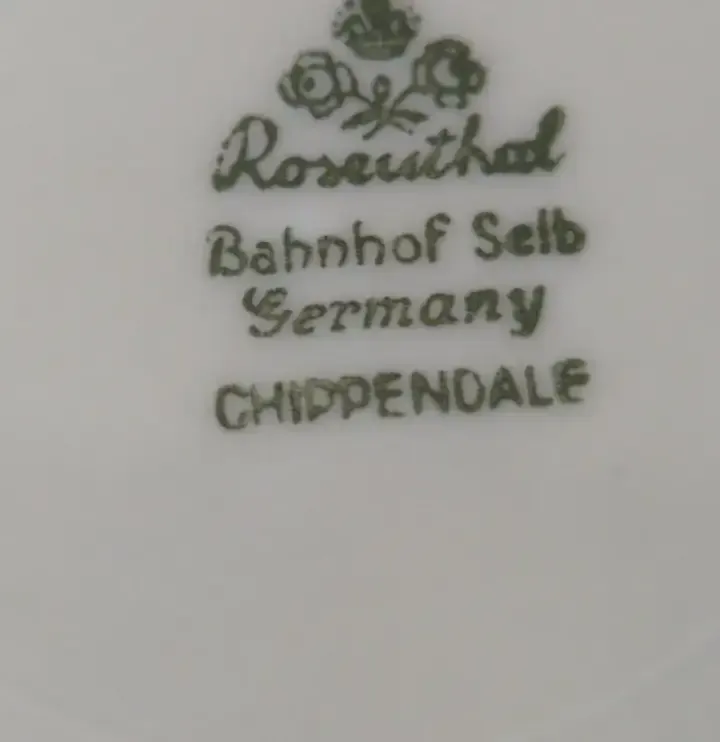 Rosenthal
Bahnhof Selb
Germany
CHIPPENDALE